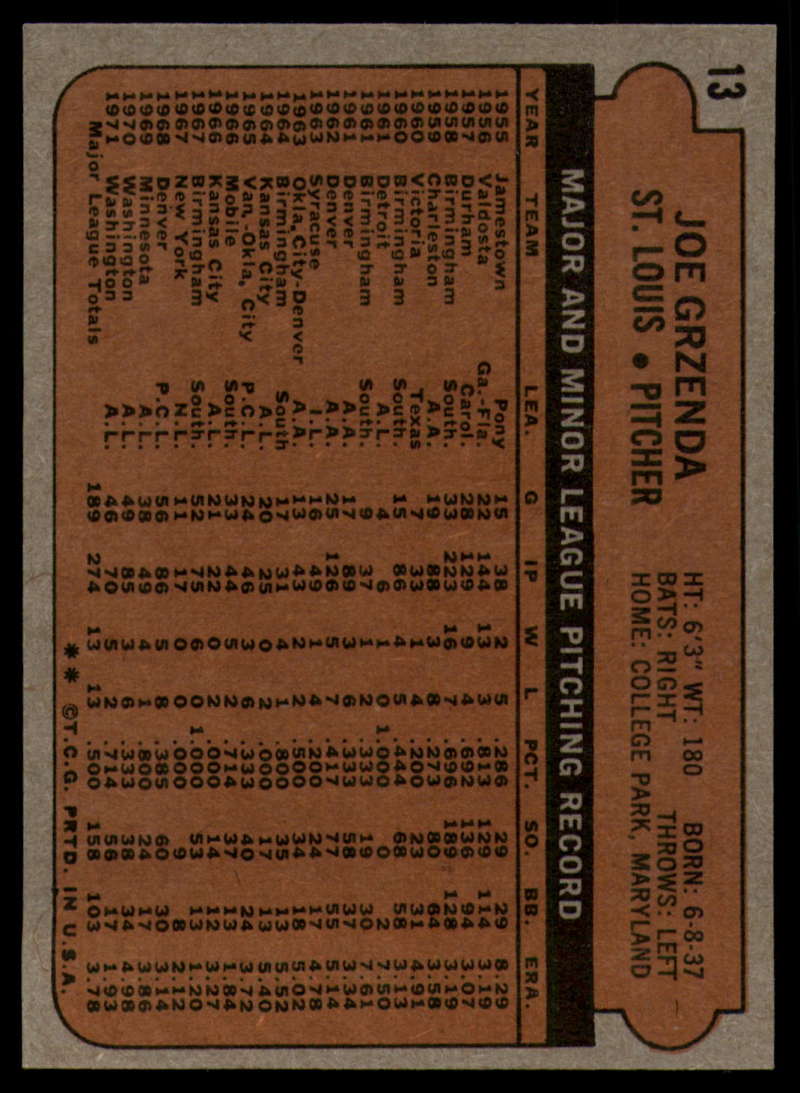 13
JOE GRZENDA
ST. LOUIS • PITCHER
HT: 6'3" WT: 180 BORN: 6-8-37
BATS: RIGHT THROWS: LEFT
HOME: COLLEGE PARK, MARYLAND
MAJOR AND MINOR LEAGUE PITCHING RECORD
YEAR TEAM LEA. G IP W L PCT. SO. BB. ERA.
1955 Jamestown Pony 15 38 2 5 .286 29 29 8.29
1956 Valdosta Ga.-Fla. 22 144 13 3 .813 129 114 3.19
1957 Durham Carol. 28 129 9 4 .692 136 94 3.07
1958 Birmingham South. 33 223 16 7 .696 189 128 3.19
1959 Charleston A.A. 19 88 3 8 .273 80 64 3.58
1960 Victoria Texas 7 33 1 4 .200 23 31 4.91
1960 Birmingham South. 15 86 4 5 .444 68 58 3.13
1961 Detroit A.L. 4 6 1 0 1.000 0 2 7.50
1961 Birmingham South. 9 37 1 2 .333 19 30 7.61
1961 Denver A.A. 17 89 3 6 .333 58 37 3.34
1962 Denver A.A. 25 126 5 7 .417 77 55 5.14
1963 Syracuse I.L. 16 49 1 4 .200 24 17 4.78
1963 Okla. City-Denver A.A. 13 43 2 2 .500 34 18 5.02
1964 Birmingham South 17 31 4 1 .800 35 13 5.52
1964 Kansas City A.L. 20 25 0 2 .000 17 13 5.40
1965 Van.-Okla. City P.C.L. 24 46 3 6 .333 40 24 3.72
1966 Mobile South. 33 44 5 2 .714 37 13 1.84
1966 Kansas City A.L. 21 22 0 2 .000 14 12 3.27
1967 Birmingham South. 52 75 6 0 1.000 53 13 1.20
1967 New York N.L. 11 17 0 0 .000 9 8 2.12
1968 Denver P.C.L. 56 86 5 8 .385 60 30 3.14
1969 Minnesota A.L. 38 49 4 1 .800 24 17 3.86
1970 Washington A.L. 49 85 3 6 .333 38 34 4.98
1971 Washington A.L. 46 70 5 2 .714 56 17 1.93
Major League Totals 189 274 13 13 .500 158 103 3.78
** ©T.C.G. PRTD. IN U.S.A.